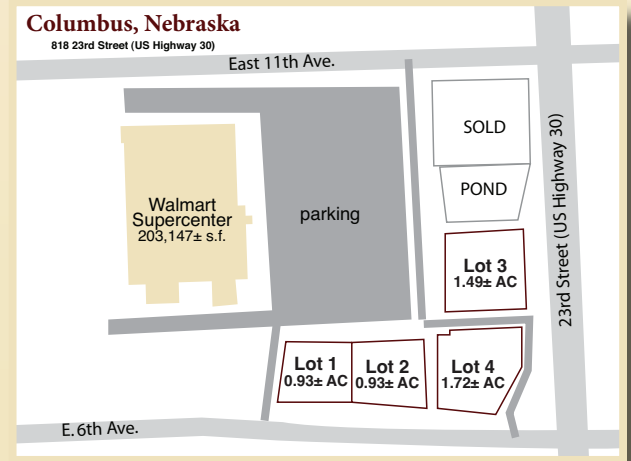 Columbus, Nebraska
818 23rd Street (US Highway 30)
East 11th Ave.
SOLD
POND
Walmart
Supercenter
203,147± s.f.
parking
23rd Street (US Highway 30)
Lot 3
1.49± AC
Lot 1
0.93± AC
Lot 2
0.93± AC
Lot 4
1.72± AC
E. 6th Ave.